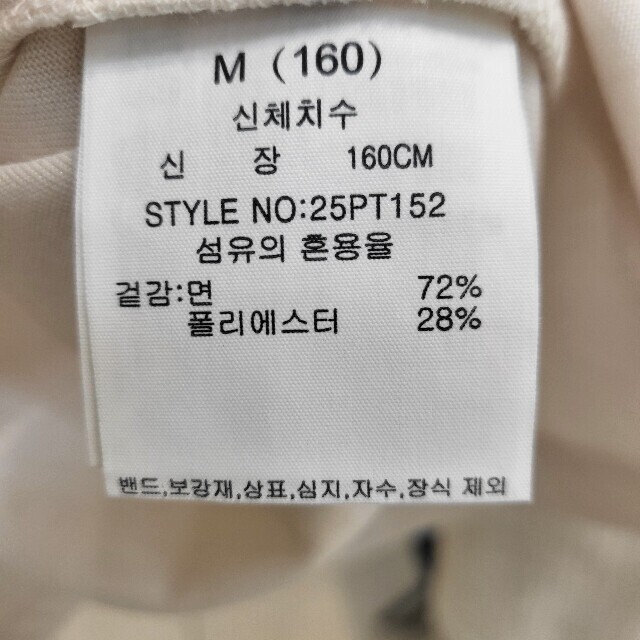 M (160)
신체치수
신 장 160CM
STYLE NO:25PT152
섬유의 혼용율
겉감:면 72%
폴리에스터 28%
밴드,보강재,상표,심지,자수,장식 제외